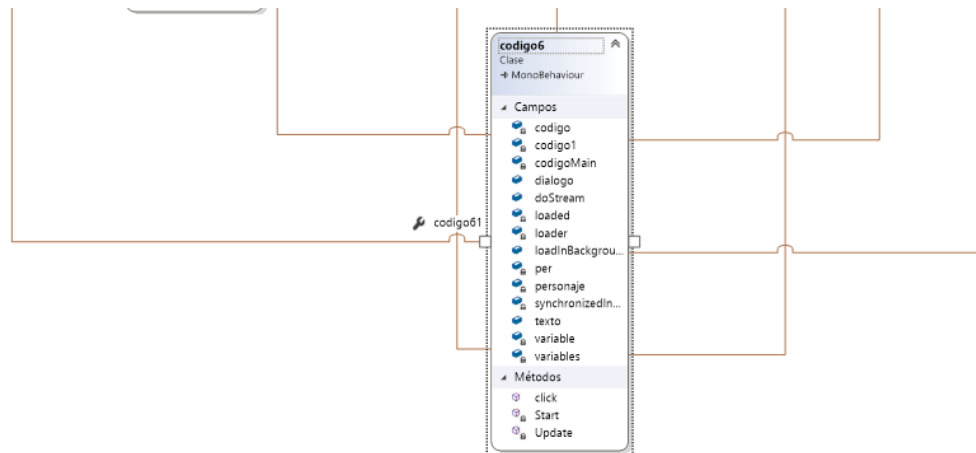 codigo6
Clase
MonoBehaviour
Campos
codigo
codigo1
codigoMain
dialogo
doStream
loaded
loader
loadInBackgrou...
per
personaje
synchronizedIn...
texto
variable
variables
Métodos
click
Start
Update
codigo61